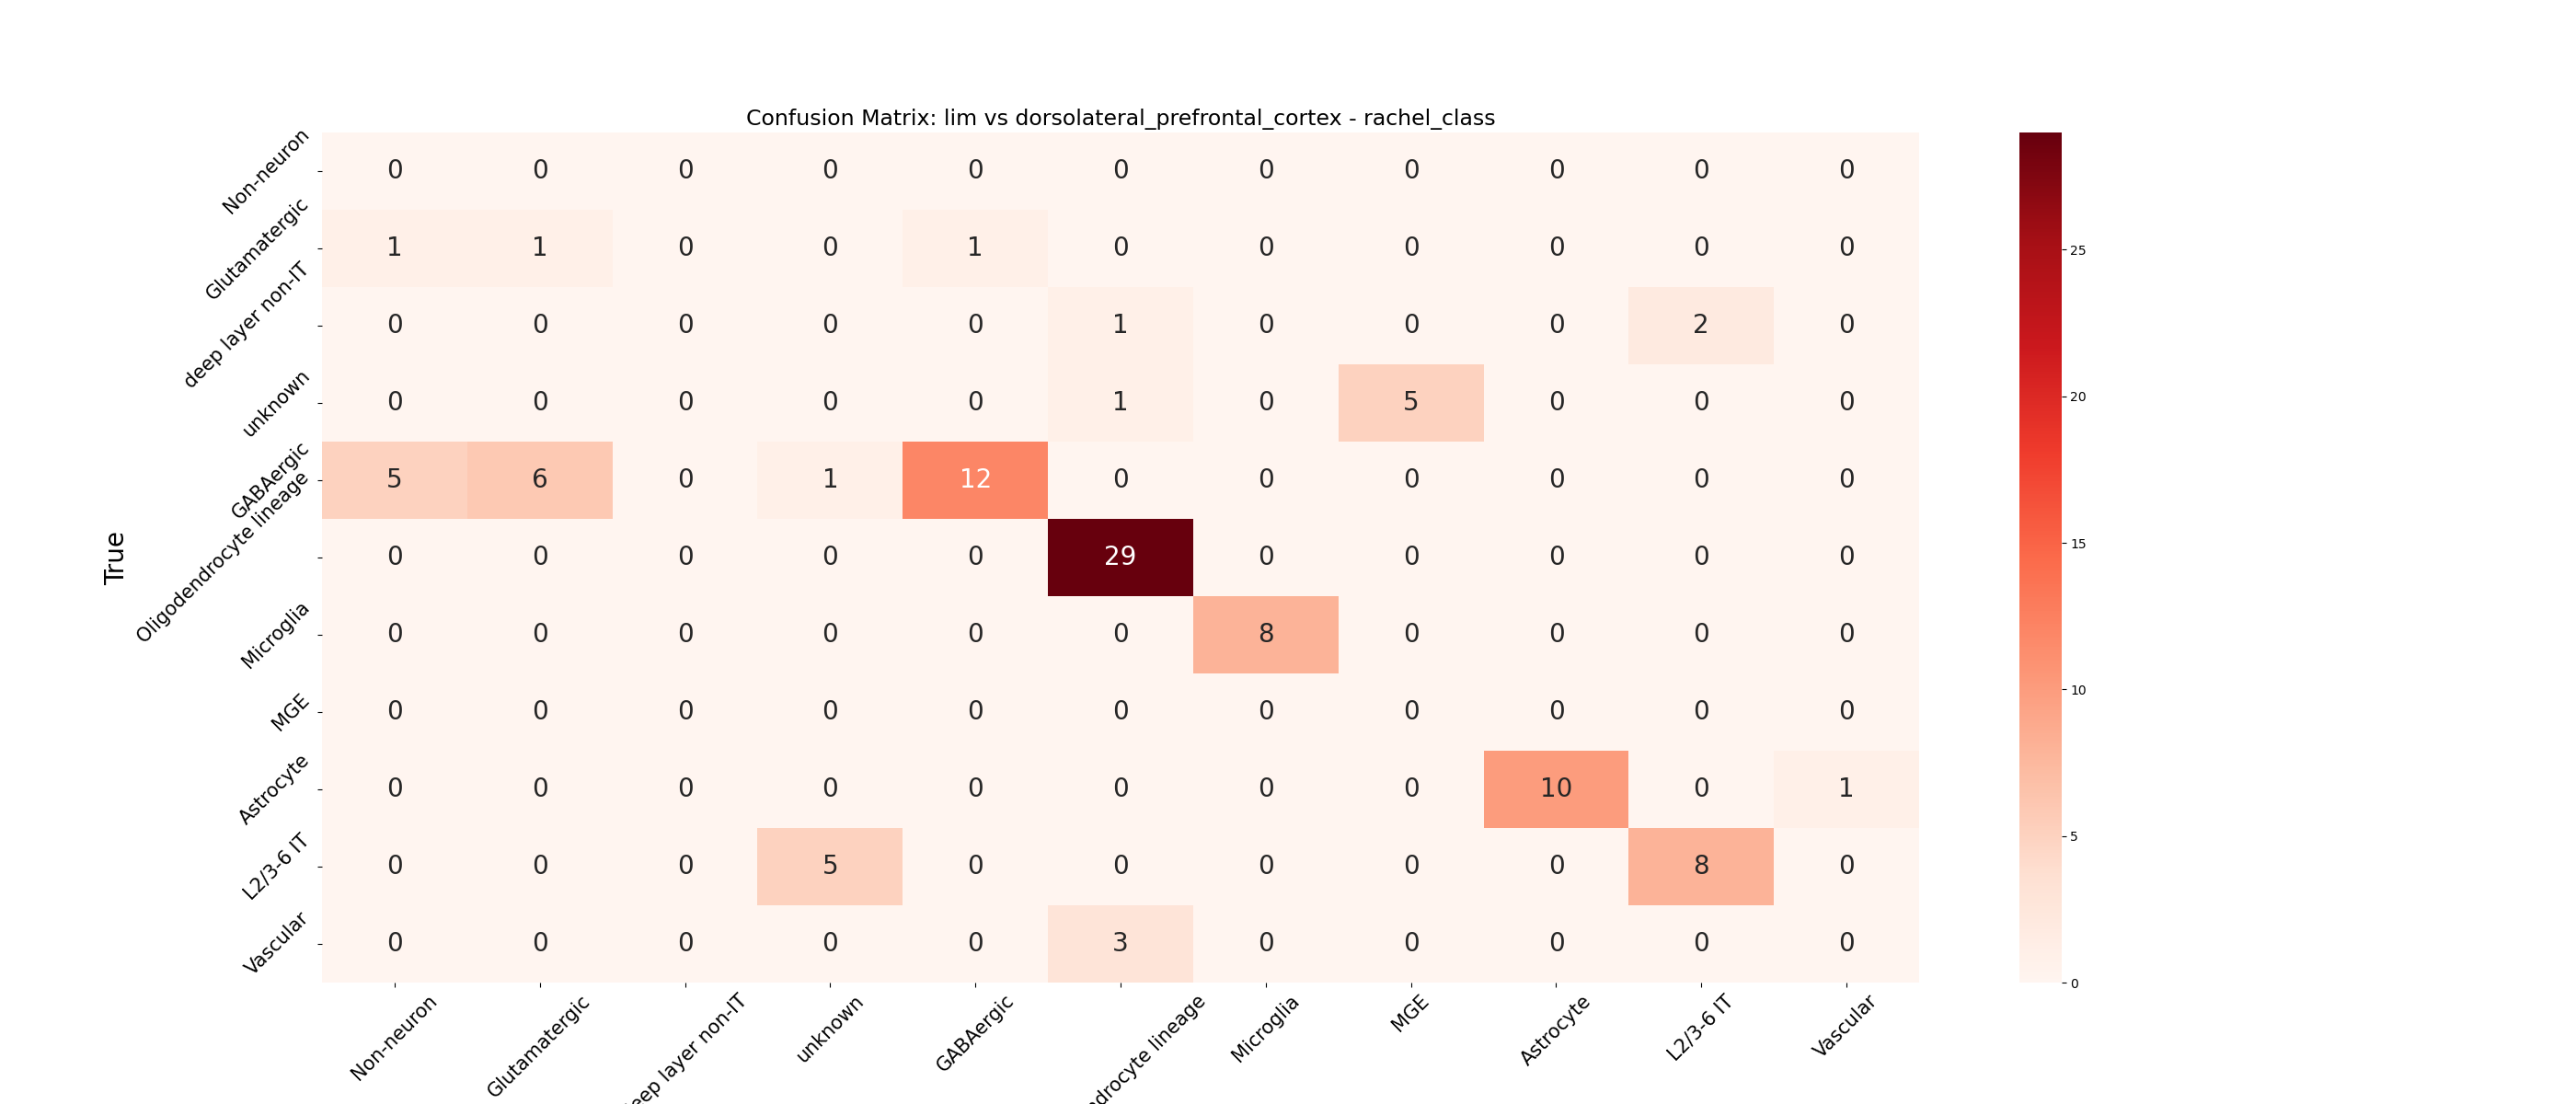 Confusion Matrix: lim vs dorsolateral_prefrontal_cortex - rachel_class
Non-neuron 0 0 0 0 0 0 0 0 0 0 0
Glutamatergic 1 1 0 0 1 0 0 0 0 0 0
deep layer non-IT 0 0 0 0 0 1 0 0 0 2 0
unknown 0 0 0 0 0 1 0 5 0 0 0
GABAergic 5 6 0 1 12 0 0 0 0 0 0
Oligodendrocyte lineage 0 0 0 0 0 29 0 0 0 0 0
Microglia 0 0 0 0 0 0 8 0 0 0 0
MGE 0 0 0 0 0 0 0 0 0 0 0
Astrocyte 0 0 0 0 0 0 0 0 10 0 1
L2/3-6 IT 0 0 0 5 0 0 0 0 0 8 0
Vascular 0 0 0 0 0 3 0 0 0 0 0
True
Non-neuron Glutamatergic layer non-IT unknown GABAergic lineage Microglia MGE Astrocyte L2/3-6 IT Vascular
25
20
15
10
5
0